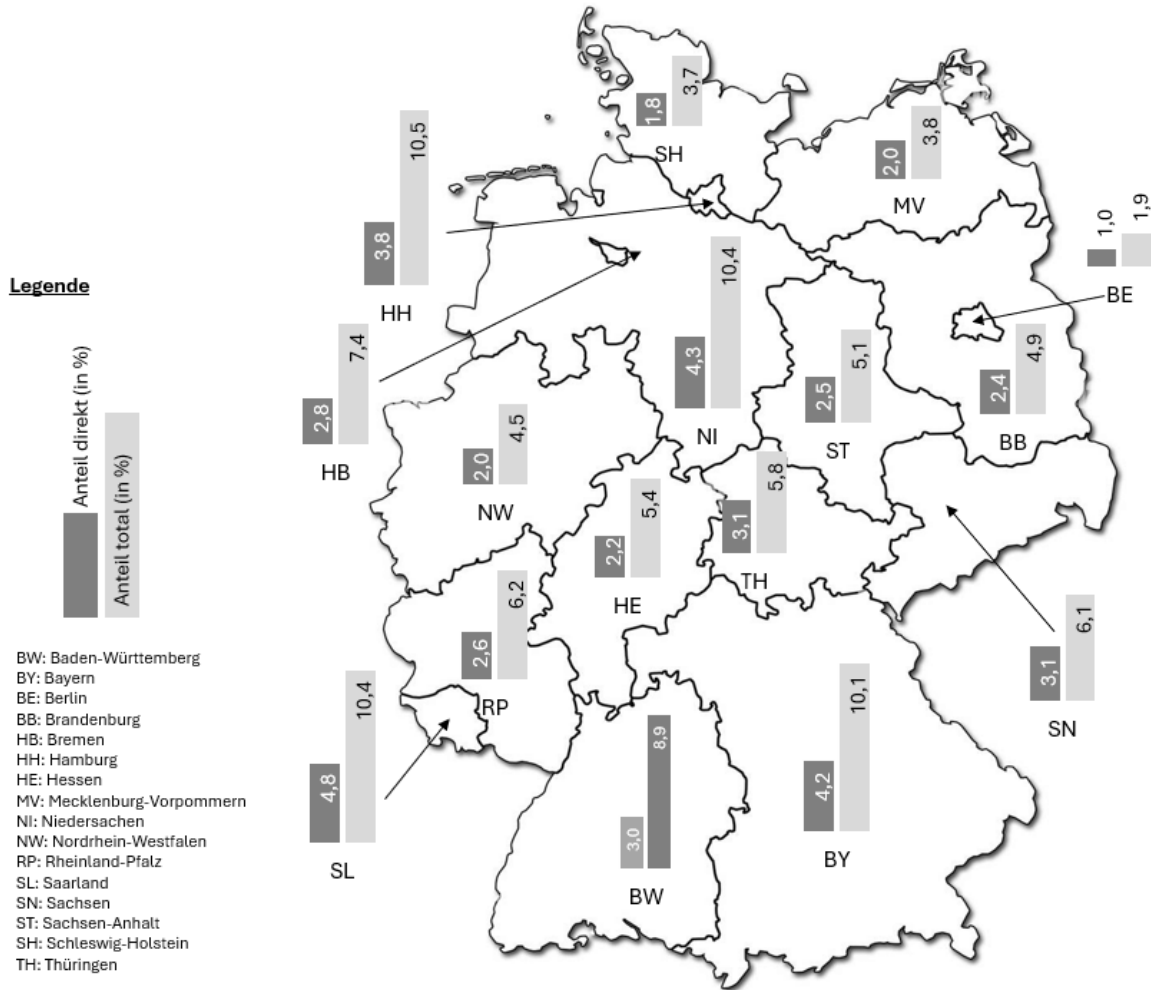 3,7
1,8
SH
3,8
2,0
MV
10,5
3,8
HH
1,0
1,9
BE
Legende
Anteil direkt (in %)
Anteil total (in %)
7,4
2,8
HB
10,4
4,3
NI
5,1
2,5
ST
4,9
2,4
BB
4,5
2,0
NW
5,4
2,2
HE
5,8
3,1
TH
6,2
2,6
RP
6,1
3,1
SN
10,4
4,8
SL
8,9
3,0
BW
10,1
4,2
BY
BW: Baden-Württemberg
BY: Bayern
BE: Berlin
BB: Brandenburg
HB: Bremen
HH: Hamburg
HE: Hessen
MV: Mecklenburg-Vorpommern
NI: Niedersachen
NW: Nordrhein-Westfalen
RP: Rheinland-Pfalz
SL: Saarland
SN: Sachsen
ST: Sachsen-Anhalt
SH: Schleswig-Holstein
TH: Thüringen